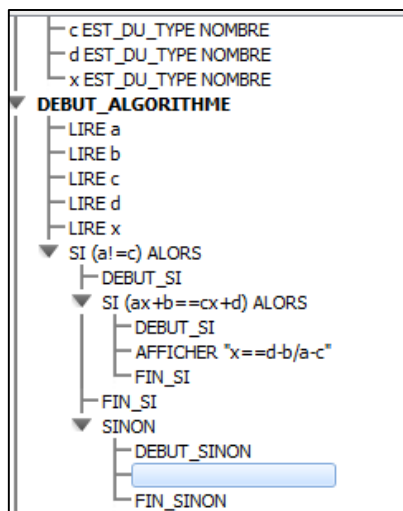 c EST_DU_TYPE NOMBRE
d EST_DU_TYPE NOMBRE
x EST_DU_TYPE NOMBRE
DEBUT_ALGORITHME
LIRE a
LIRE b
LIRE c
LIRE d
LIRE x
SI (a!=c) ALORS
DEBUT_SI
SI (ax+b==cx+d) ALORS
DEBUT_SI
AFFICHER "x==d-b/a-c"
FIN_SI
FIN_SI
SINON
DEBUT_SINON
FIN_SINON